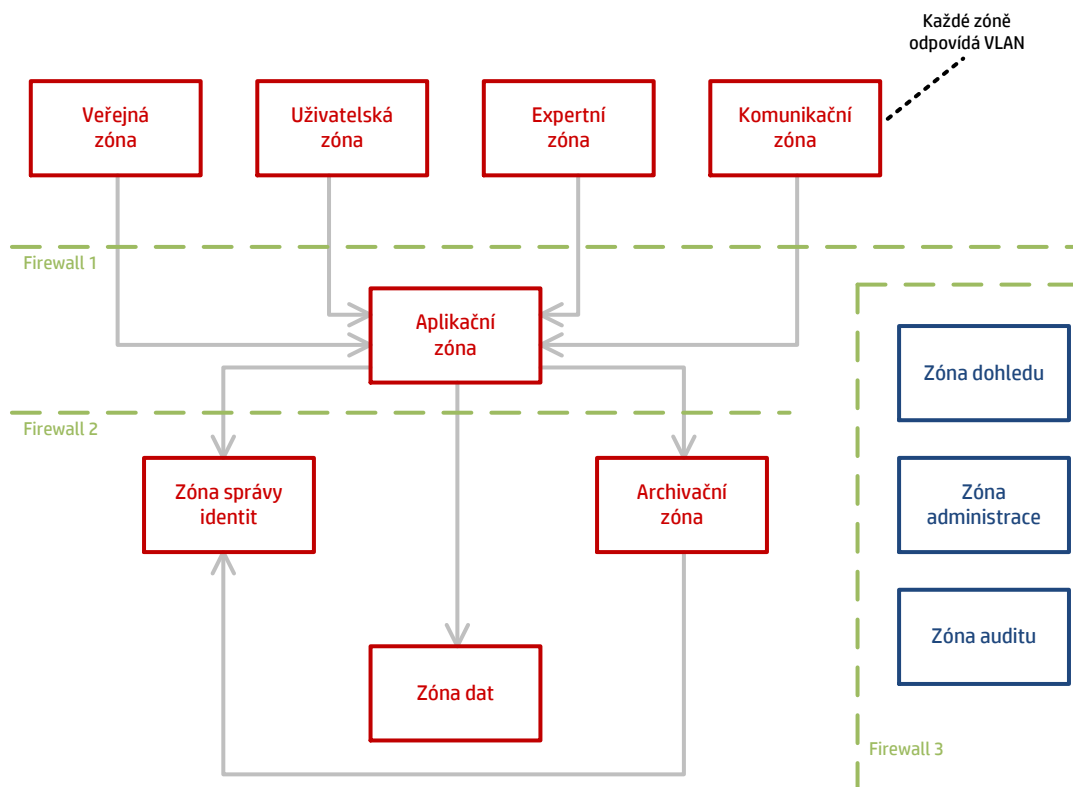 Každé zóně
odpovídá VLAN
Veřejná
zóna
Uživatelská
zóna
Expertní
zóna
Komunikační
zóna
Firewall 1
Aplikační
zóna
Zóna dohledu
Firewall 2
Zóna správy
identit
Archivační
zóna
Zóna
administrace
Zóna auditu
Zóna dat
Firewall 3